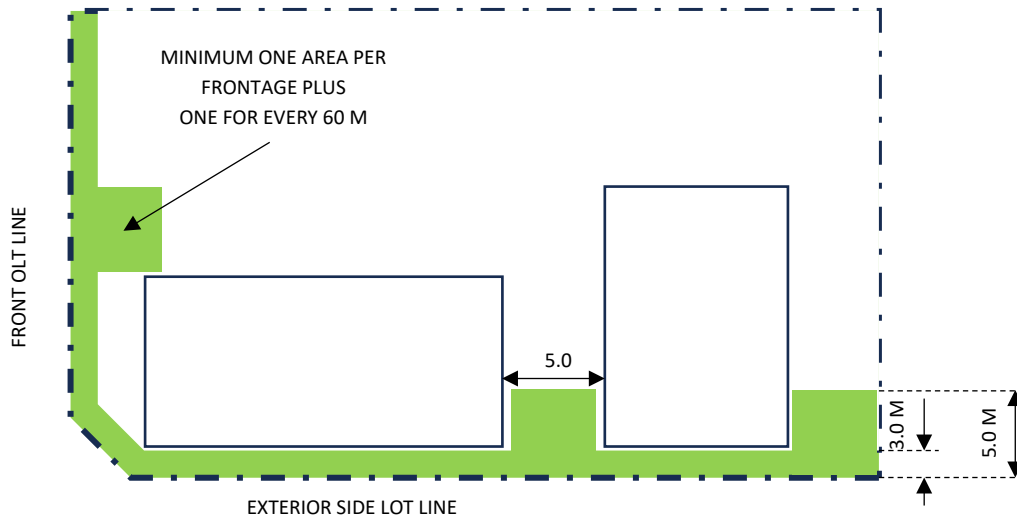 MINIMUM ONE AREA PER
FRONTAGE PLUS
ONE FOR EVERY 60 M
FRONT OLT LINE
5.0
3.0 M
5.0 M
EXTERIOR SIDE LOT LINE